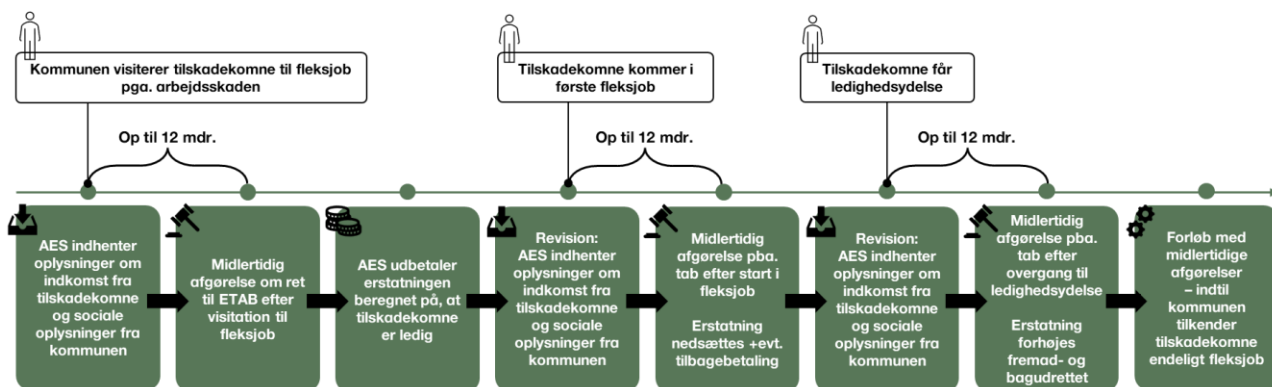 Kommunen visiterer tilskadekomne til fleksjob
pga. arbejdsskaden
Tilskadekomne kommer i
første fleksjob
Tilskadekomne får
ledighedsydelse
Op til 12 mdr.
Op til 12 mdr.
Op til 12 mdr.
AES indhenter
oplysninger om
indkomst fra
tilskadekomne
og sociale
oplysninger fra
kommunen
Midlertidig
afgørelse om ret
til ETAB efter
visitation til
fleksjob
AES udbetaler
erstatningen
beregnet på, at
tilskadekomne
er ledig
Revision:
AES indhenter
oplysninger om
indkomst fra
tilskadekomne
og sociale
oplysninger fra
kommunen
Midlertidig
afgørelse pba.
tab efter start i
fleksjob
Erstatning
nedsættes +evt.
tilbagebetaling
Revision:
AES indhenter
oplysninger om
indkomst fra
tilskadekomne
og sociale
oplysninger fra
kommunen
Midlertidig
afgørelse pba.
tab efter
overgang til
ledighedsydelse
Erstatning
forhøjes
fremad- og
bagudrettet
Forløb med
midlertidige
afgørelser
– indtil
kommunen
tilkender
tilskadekomne
endeligt fleksjob